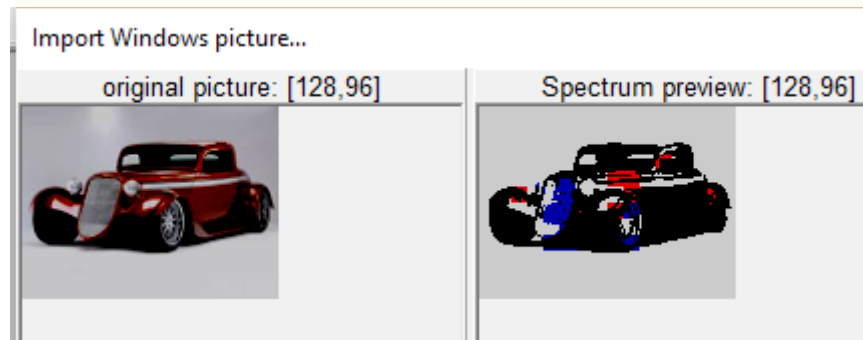 Import Windows picture...
original picture: [128,96]
Spectrum preview: [128,96]